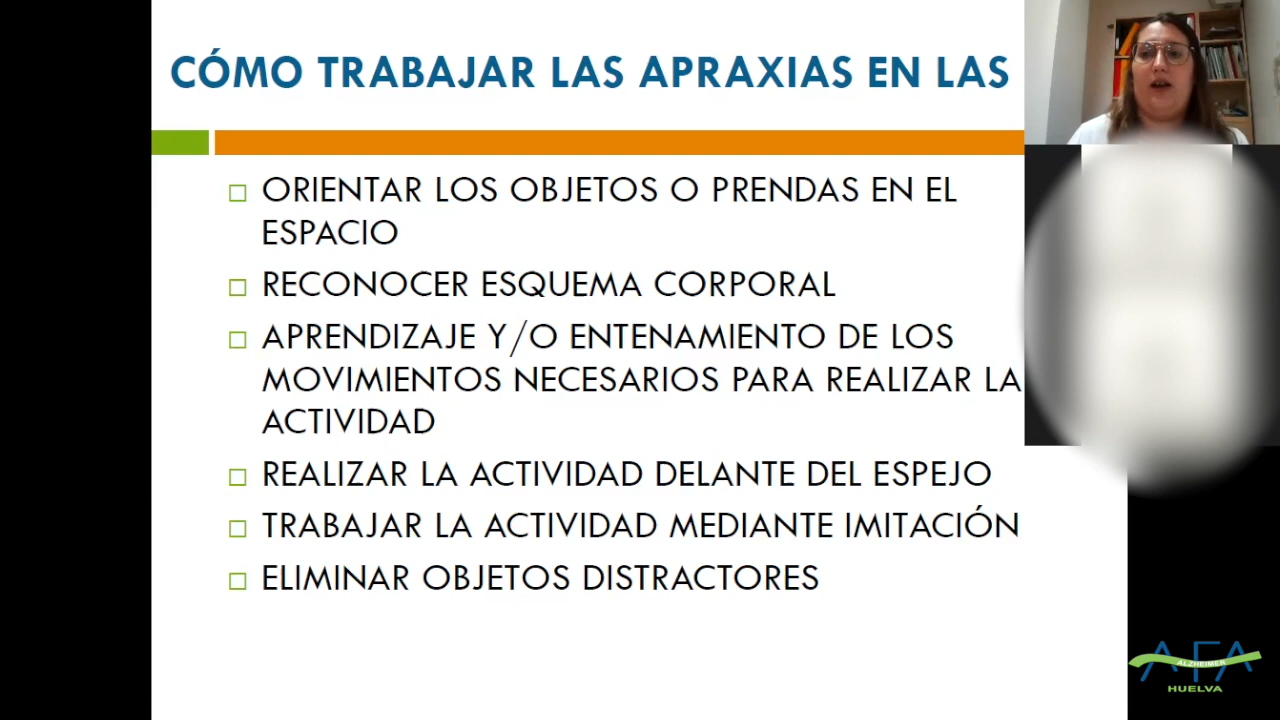 CÓMO TRABAJAR LAS APRAXIAS EN LAS
ORIENTAR LOS OBJETOS O PRENDAS EN EL
ESPACIO
RECONOCER ESQUEMA CORPORAL
APRENDIZAJE Y/O ENTENAMIENTO DE LOS
MOVIMIENTOS NECESARIOS PARA REALIZAR LA
ACTIVIDAD
REALIZAR LA ACTIVIDAD DELANTE DEL ESPEJO
TRABAJAR LA ACTIVIDAD MEDIANTE IMITACIÓN
ELIMINAR OBJETOS DISTRACTORES
AFA
ALZHEIMER
HUELVA